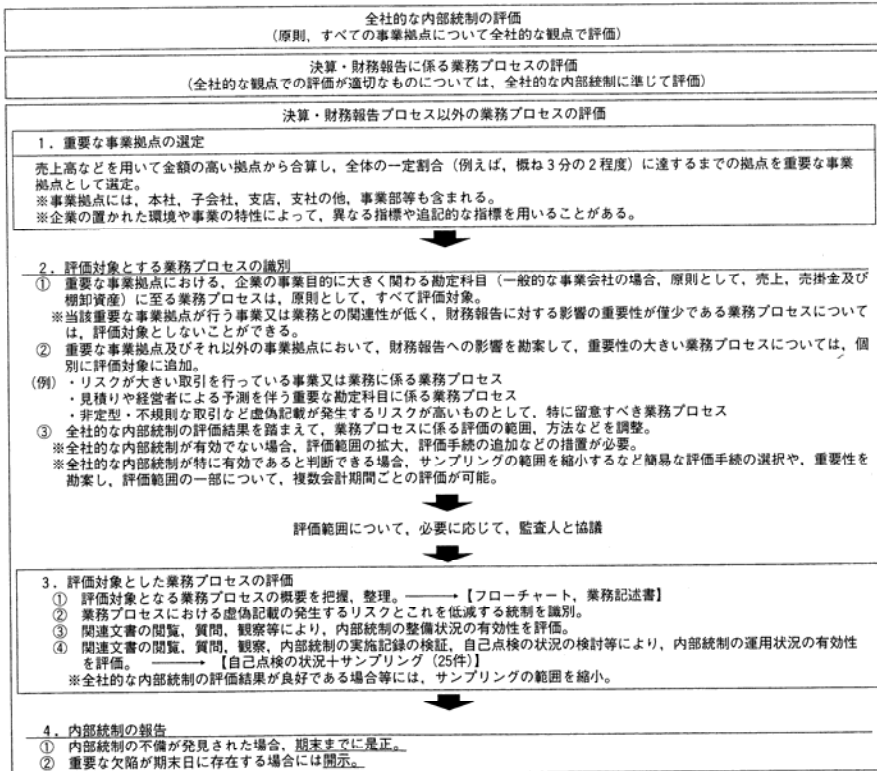 全社的な内部統制の評価
(原則，すべての事業拠点について全社的な観点で評価)
決算・財務報告に係る業務プロセスの評価
(全社的な観点での評価が適切なものについては，全社的な内部統制に準じて評価)
決算・財務報告プロセス以外の業務プロセスの評価
1．重要な事業拠点の選定
売上高などを用いて金額の高い拠点から合算し，全体の一定割合（例えば，概ね3分の2程度）に達するまでの拠点を重要な事業
拠点として選定。
※事業拠点には，本社，子会社，支店，支社の他，事業部等も含まれる。
※企業の置かれた環境や事業の特性によって，異なる指標や追記的な指標を用いることがある。
2．評価対象とする業務プロセスの識別
① 重要な事業拠点における，企業の事業目的に大きく関わる勘定科目（一般的な事業会社の場合，原則として，売上，売掛金及び
棚卸資産）に至る業務プロセスは，原則として，すべて評価対象。
※当該重要な事業拠点が行う事業又は業務との関連性が低く，財務報告に対する影響の重要性が僅少である業務プロセスについて
は，評価対象としないことができる。
② 重要な事業拠点及びそれ以外の事業拠点において，財務報告への影響を勘案して，重要性の大きい業務プロセスについては，個
別に評価対象に追加。
(例) ・リスクが大きい取引を行っている事業又は業務に係る業務プロセス
・見積りや経営者による予測を伴う重要な勘定科目に係る業務プロセス
・非定型・不規則な取引など虚偽記載が発生するリスクが高いものとして，特に留意すべき業務プロセス
③ 全社的な内部統制の評価結果を踏まえて，業務プロセスに係る評価の範囲，方法などを調整。
※全社的な内部統制が有効でない場合，評価範囲の拡大，評価手続の追加などの措置が必要。
※全社的な内部統制が特に有効であると判断できる場合，サンプリングの範囲を縮小するなど簡易な評価手続の選択や，重要性を
勘案し，評価範囲の一部について，複数会計期間ごとの評価が可能。
評価範囲について，必要に応じて，監査人と協議
3．評価対象とした業務プロセスの評価
① 評価対象となる業務プロセスの概要を把握，整理。 → 【フローチャート，業務記述書】
② 業務プロセスにおける虚偽記載の発生するリスクとこれを低減する統制を識別。
③ 関連文書の閲覧，質問，観察等により，内部統制の整備状況の有効性を評価。
④ 関連文書の閲覧，質問，観察，内部統制の実施記録の検証，自己点検の状況の検討等により，内部統制の運用状況の有効性
を評価。 → 【自己点検の状況＋サンプリング（25件）】
※全社的な内部統制の評価結果が良好である場合等には，サンプリングの範囲を縮小。
4．内部統制の報告
① 内部統制の不備が発見された場合，期末までに是正。
② 重要な欠陥が期末日に存在する場合には開示。